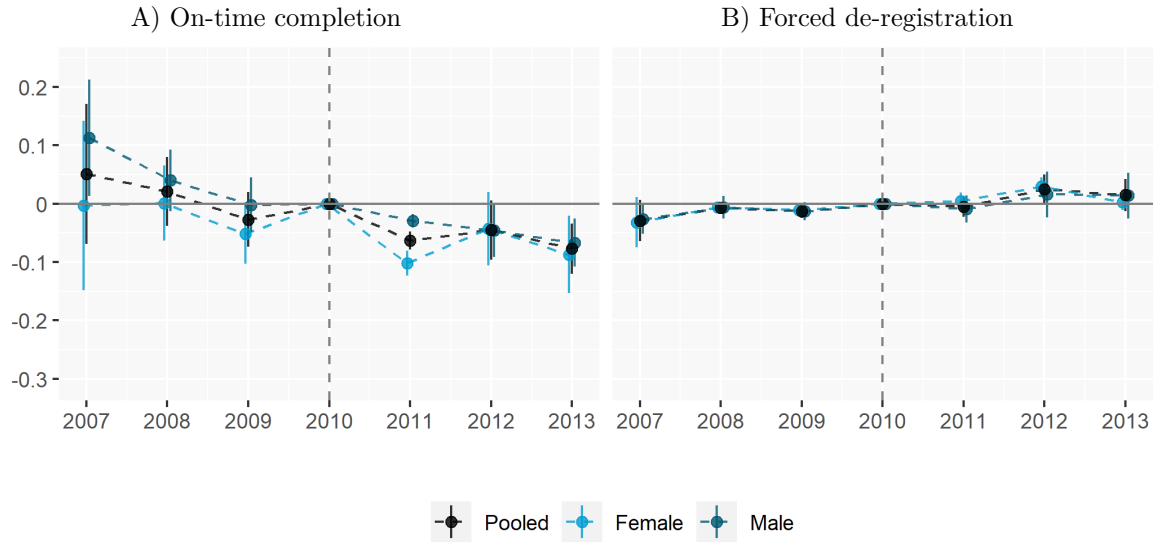 A) On-time completion
B) Forced de-registration
0.2
0.1
0
-0.1
-0.2
-0.3
2007 2008 2009 2010 2011 2012 2013
2007 2008 2009 2010 2011 2012 2013
Pooled Female Male